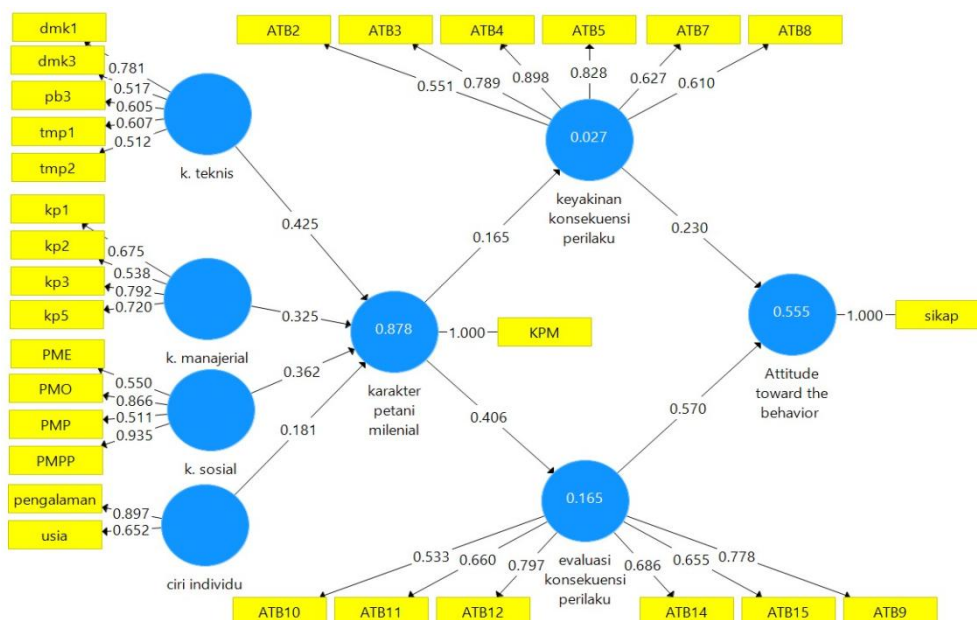 dmk1
dmk3
pb3
tmp1
tmp2
0.781
0.517
0.605
0.607
0.512
k. teknis
kp1
kp2
kp3
kp5
0.675
0.538
0.792
0.720
k. manajerial
PME
PMO
PMP
PMPP
0.550
0.866
0.511
0.935
k. sosial
pengalaman
usia
0.897
0.652
ciri individu
0.425
0.325
0.362
0.181
0.878
karakter
petani
milenial
1.000
KPM
0.165
0.406
ATB2
ATB3
ATB4
ATB5
ATB7
ATB8
0.551
0.789
0.898
0.828
0.627
0.610
0.027
keyakinan
konsekuensi
perilaku
0.230
0.570
0.555
Attitude
toward the
behavior
1.000
sikap
0.165
evaluasi
konsekuensi
perilaku
0.533
0.660
0.797
0.686
0.655
0.778
ATB10
ATB11
ATB12
ATB14
ATB15
ATB9